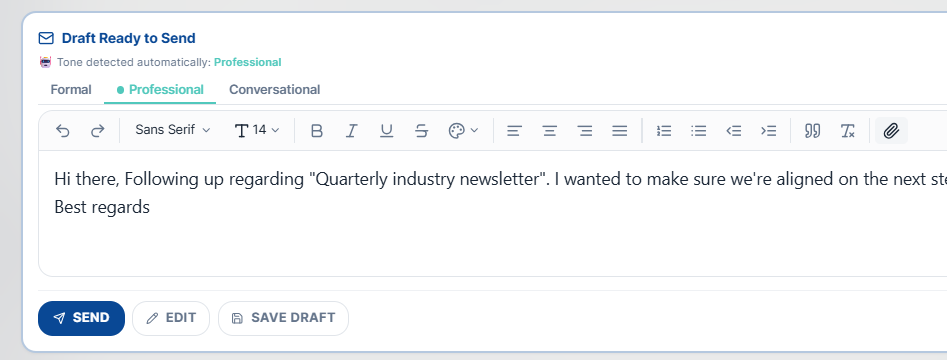 Draft Ready to Send
Tone detected automatically: Professional
Formal Professional Conversational
Sans Serif 14
Hi there, Following up regarding "Quarterly industry newsletter". I wanted to make sure we're aligned on the next
Best regards
SEND EDIT SAVE DRAFT